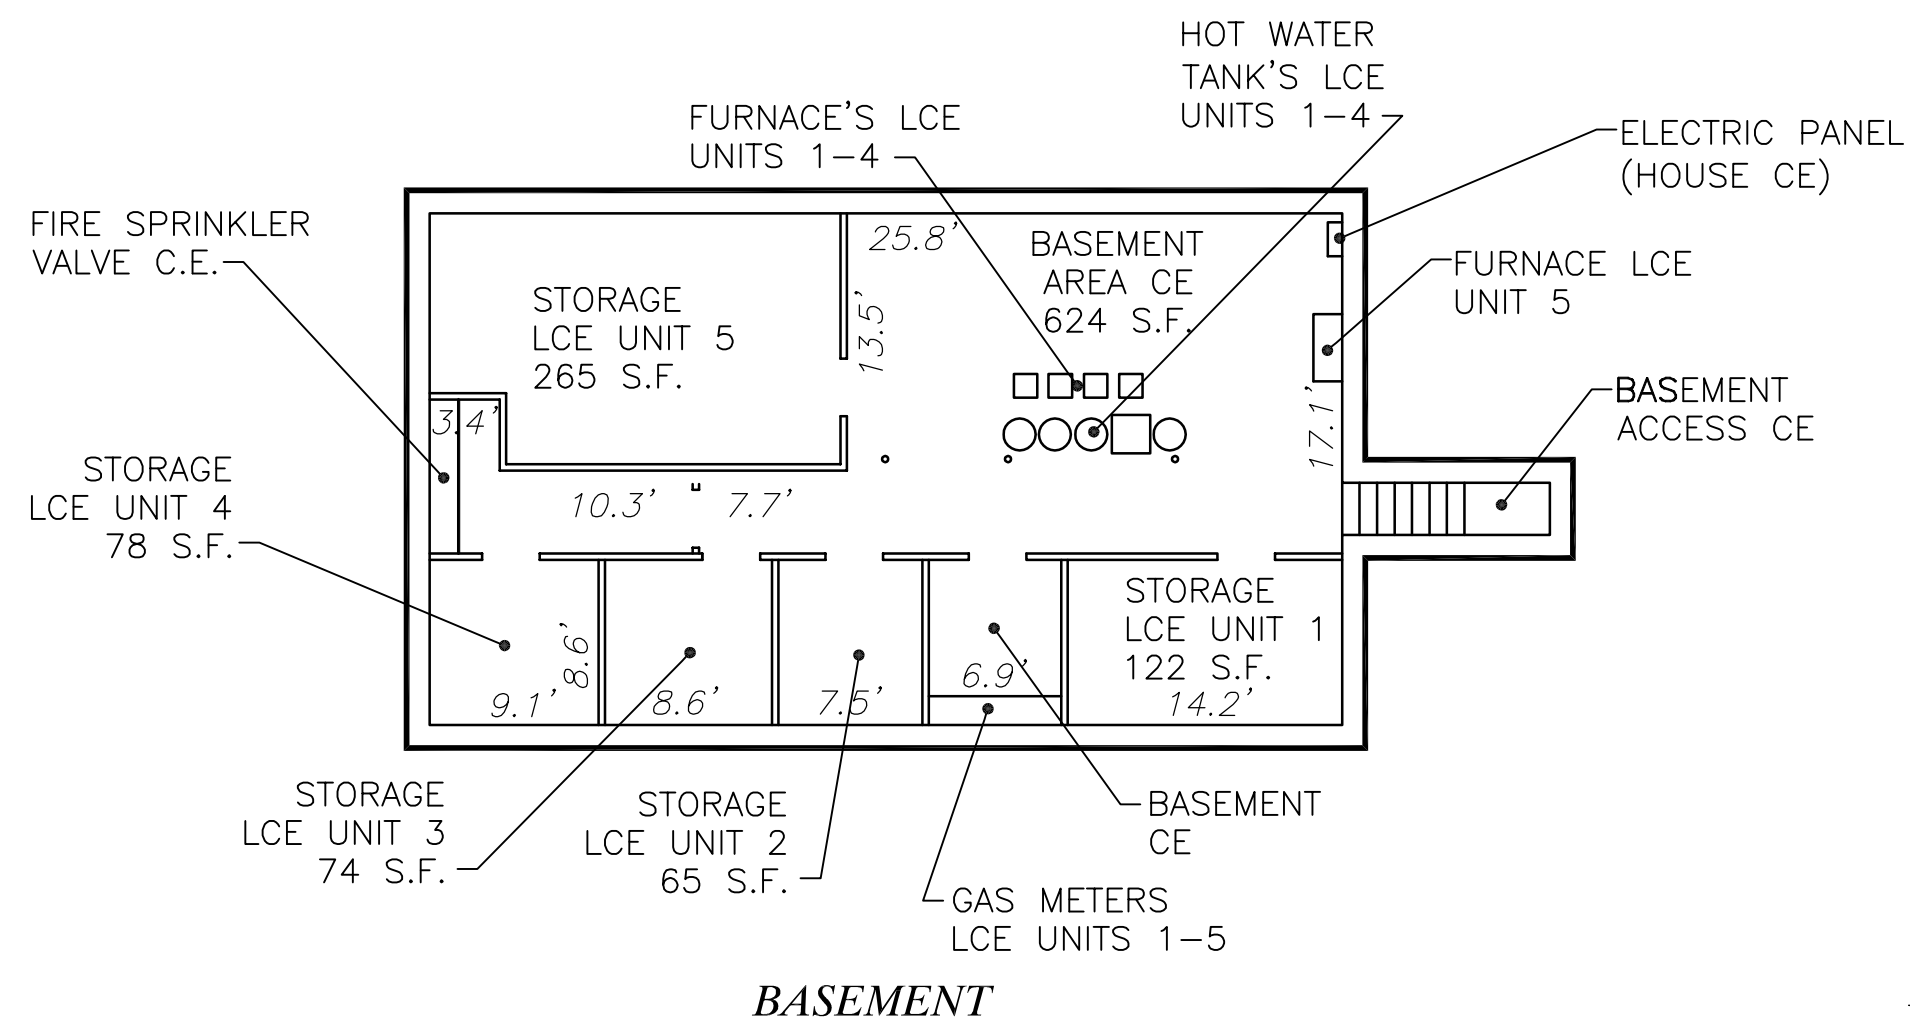 HOT WATER
TANK'S LCE
UNITS 1-4
FURNACE'S LCE
UNITS 1-4
ELECTRIC PANEL
(HOUSE CE)
FIRE SPRINKLER
VALVE C.E.
25.8'
BASEMENT
AREA CE
624 S.F.
FURNACE LCE
UNIT 5
STORAGE
LCE UNIT 5
265 S.F.
13.5'
17.1'
BASEMENT
ACCESS CE
3.4'
STORAGE
LCE UNIT 4
78 S.F.
10.3'
7.7'
STORAGE
LCE UNIT 1
122 S.F.
14.2'
8.6'
9.1'
8.6'
7.5'
6.9'
STORAGE
LCE UNIT 3
74 S.F.
STORAGE
LCE UNIT 2
65 S.F.
BASEMENT
CE
GAS METERS
LCE UNITS 1-5
BASEMENT